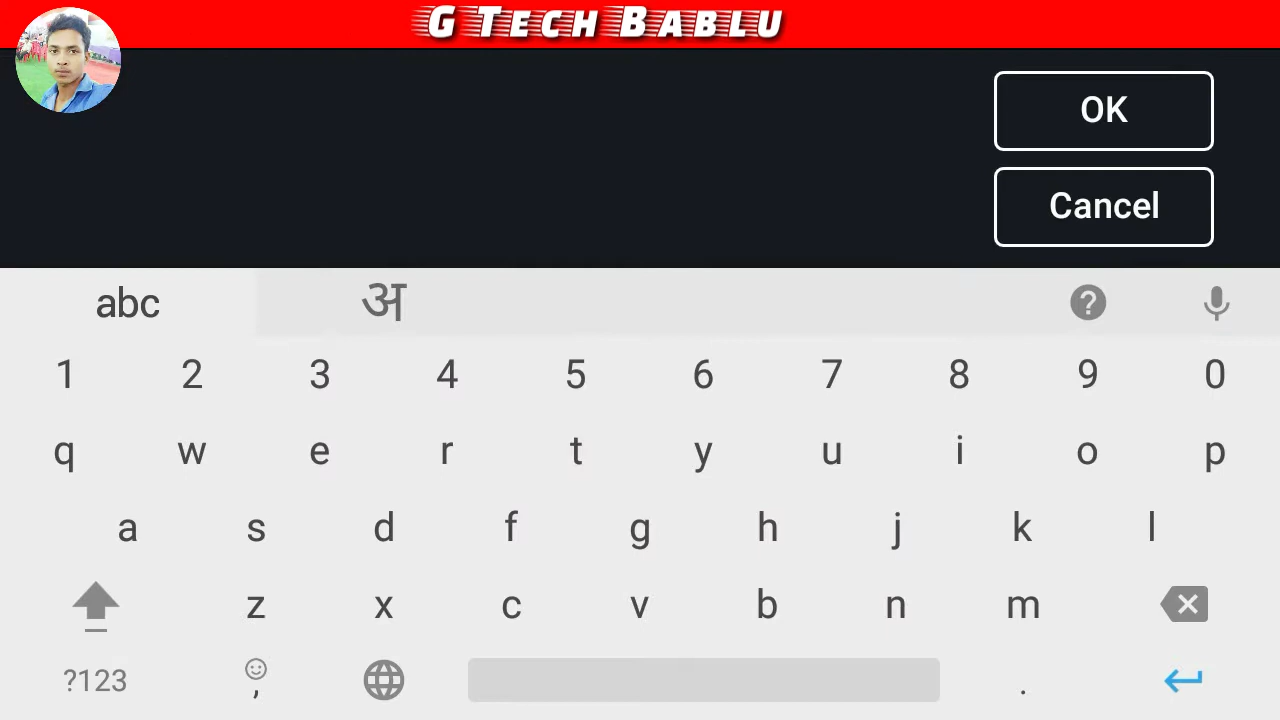 G Tech Bablu
OK
Cancel
abc अ
1 2 3 4 5 6 7 8 9 0
q w e r t y u i o p
a s d f g h j k l
z x c v b n m
?123 , .